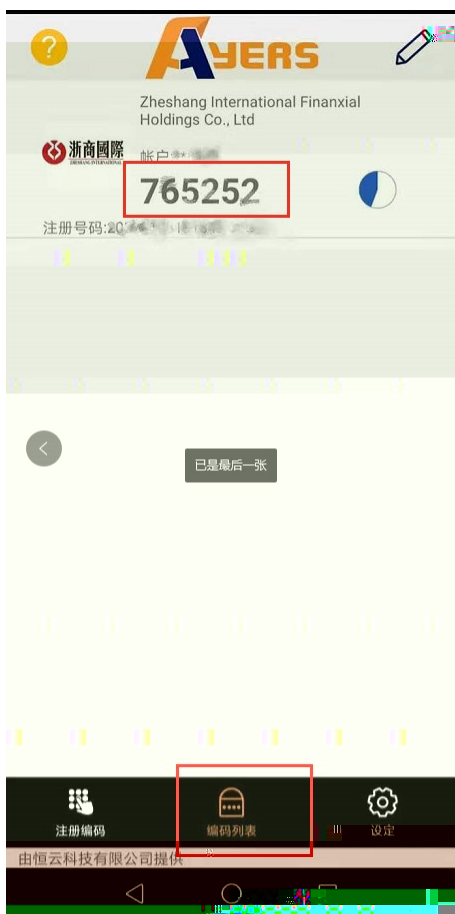 ?
AYERS
Zheshang International Finanxial
Holdings Co., Ltd
浙商國際
帐户:
765252
注册号码:20
已是最后一张
注册编码
编码列表
设定
由恒云科技有限公司提供